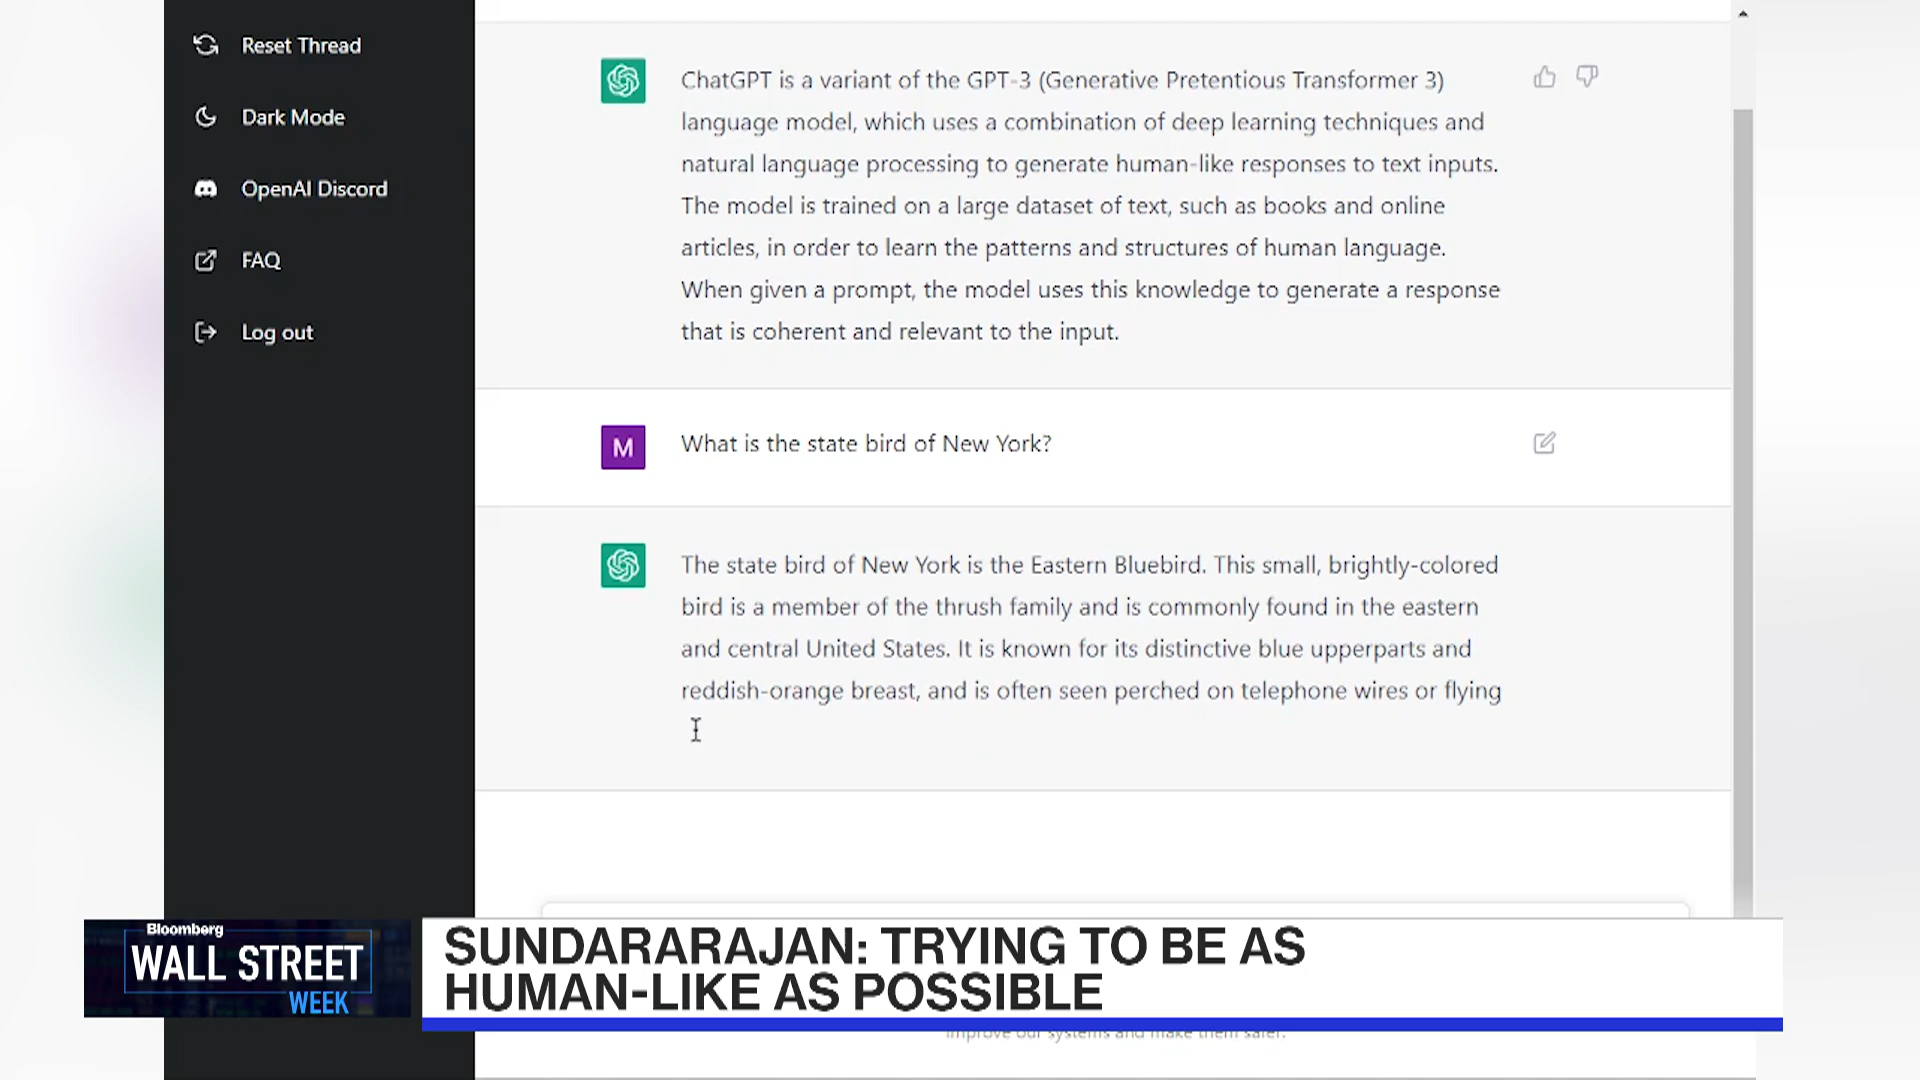 Reset Thread
Dark Mode
OpenAI Discord
FAQ
Log out
ChatGPT is a variant of the GPT-3 (Generative Pretentious Transformer 3)
language model, which uses a combination of deep learning techniques and
natural language processing to generate human-like responses to text inputs.
The model is trained on a large dataset of text, such as books and online
articles, in order to learn the patterns and structures of human language.
When given a prompt, the model uses this knowledge to generate a response
that is coherent and relevant to the input.
M
What is the state bird of New York?
The state bird of New York is the Eastern Bluebird. This small, brightly-colored
bird is a member of the thrush family and is commonly found in the eastern
and central United States. It is known for its distinctive blue upperparts and
reddish-orange breast, and is often seen perched on telephone wires or flying
Bloomberg
WALL STREET
WEEK
SUNDARARAJAN: TRYING TO BE AS
HUMAN-LIKE AS POSSIBLE
improve our systems and make them safer.